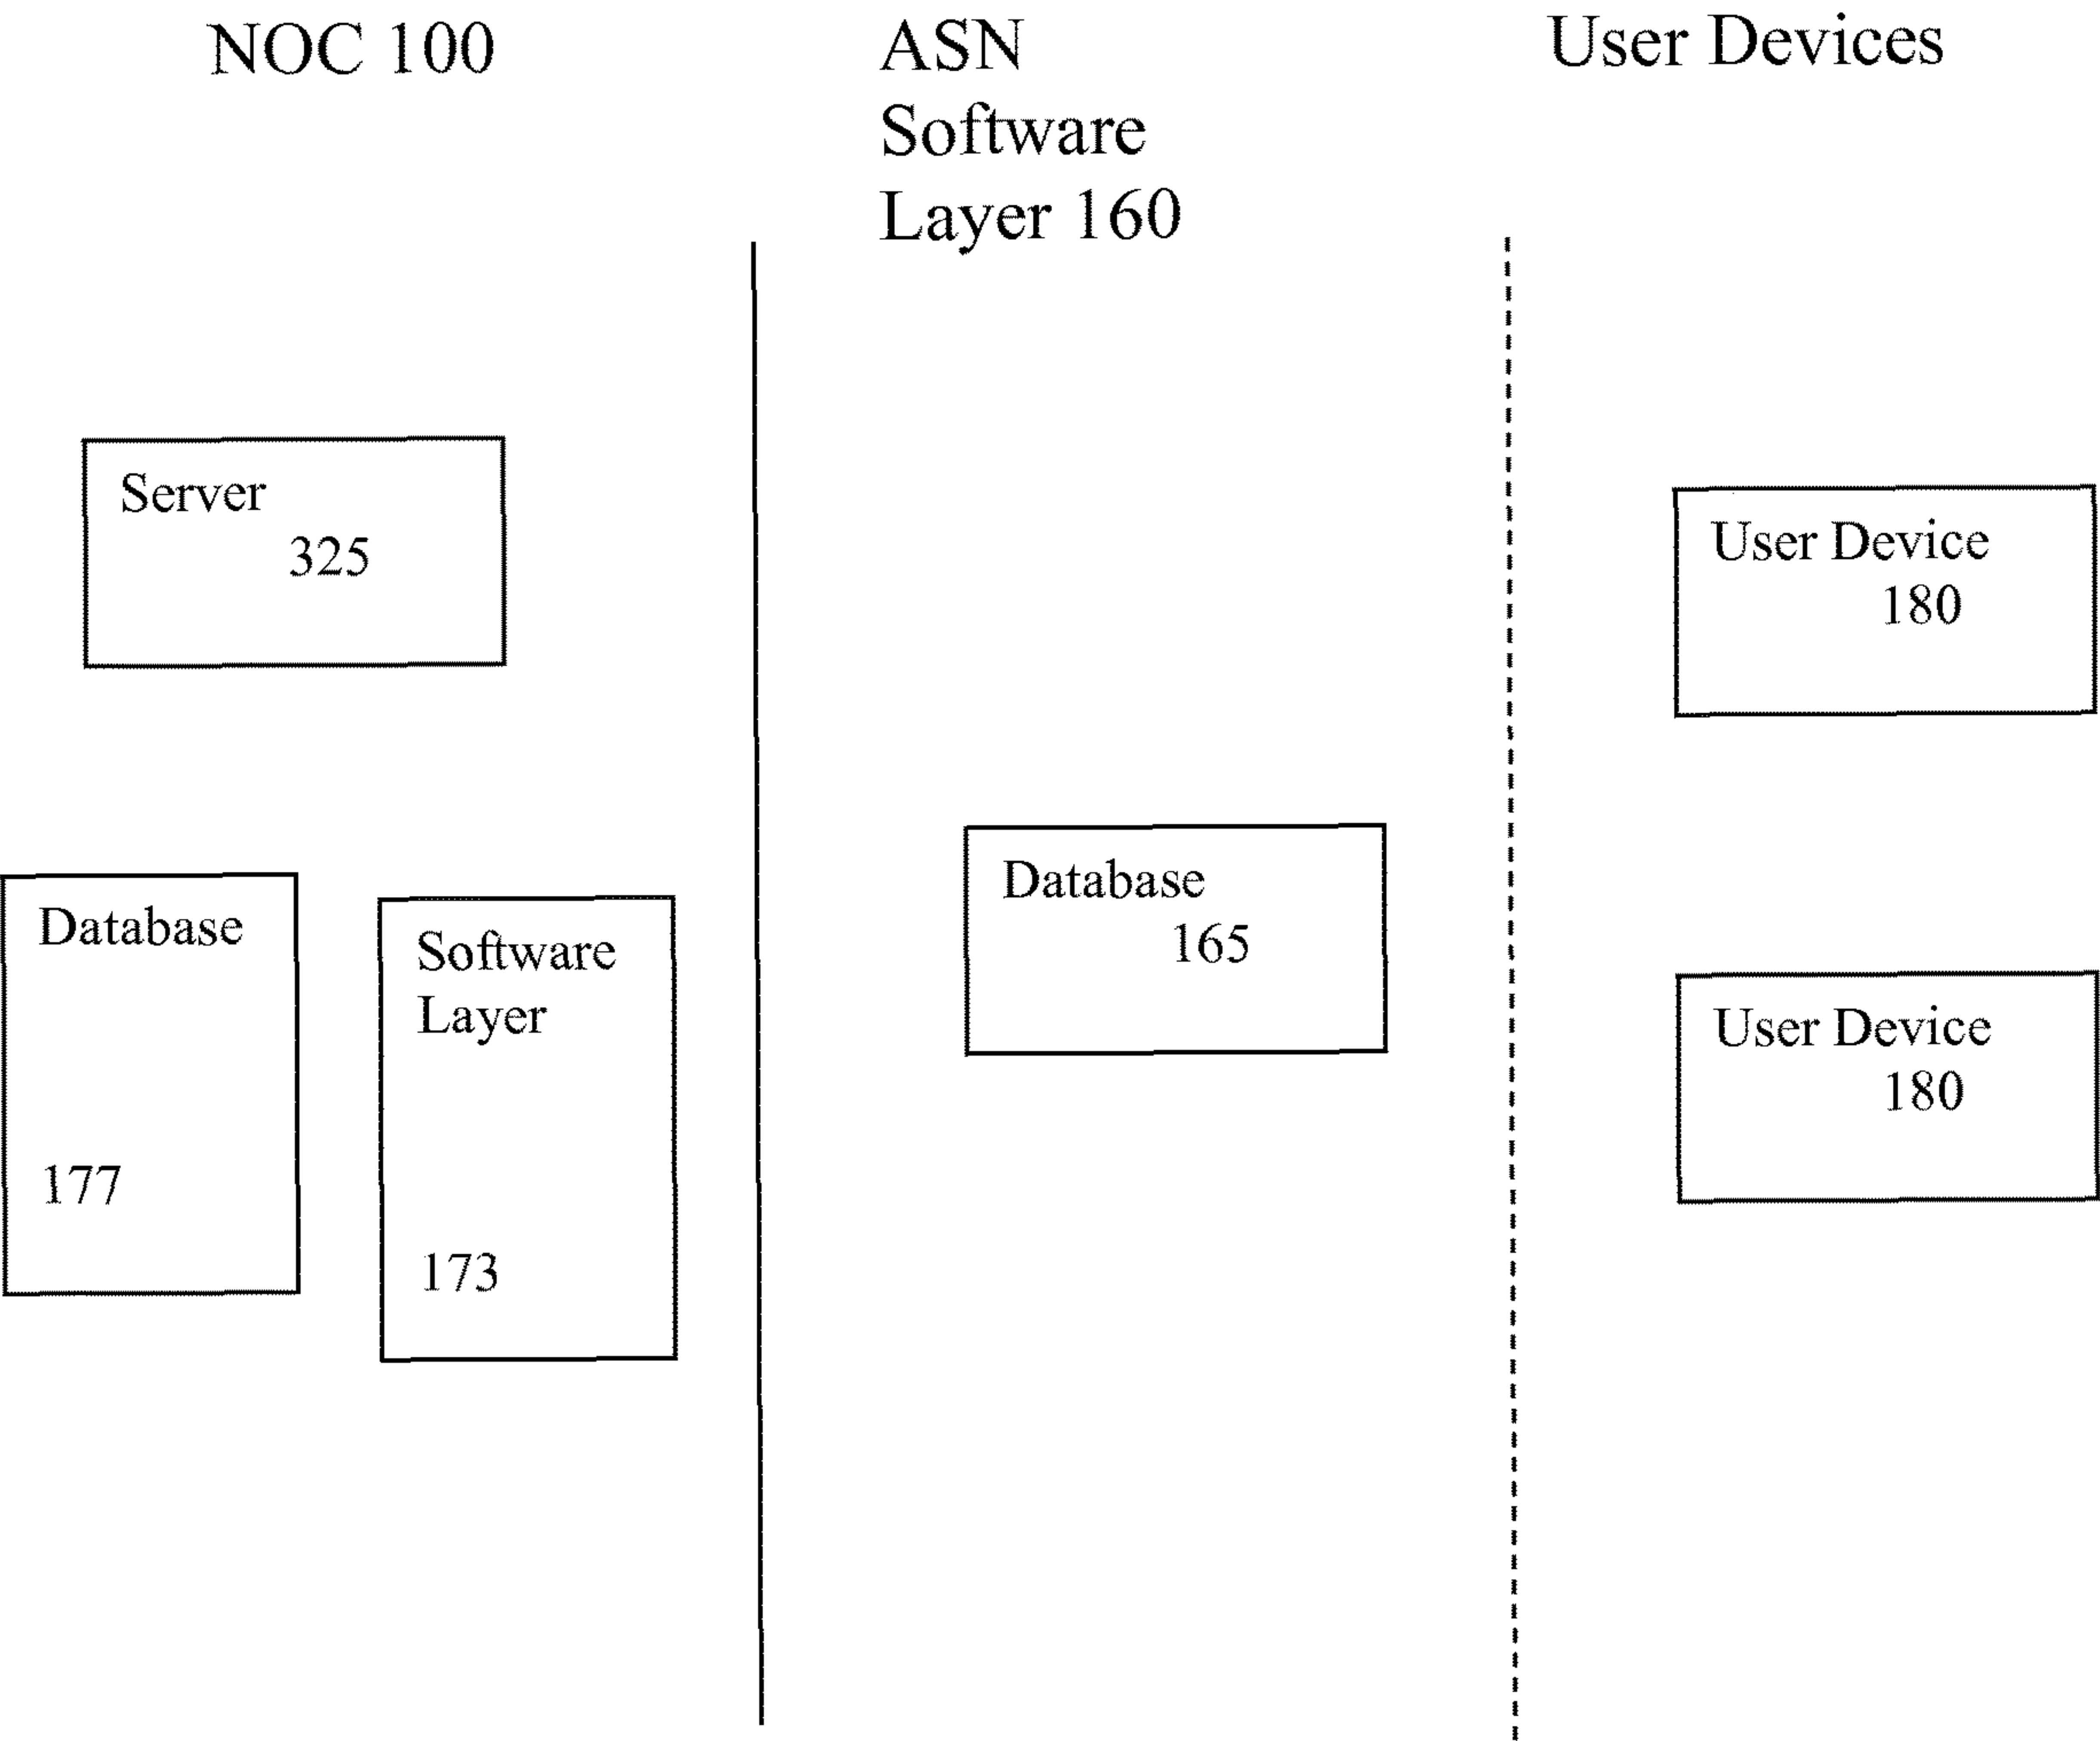 NOC 100
ASN
Software
Layer 160
User Devices
Server
325
Database
177
Software
Layer
173
Database
165
User Device
180
User Device
180